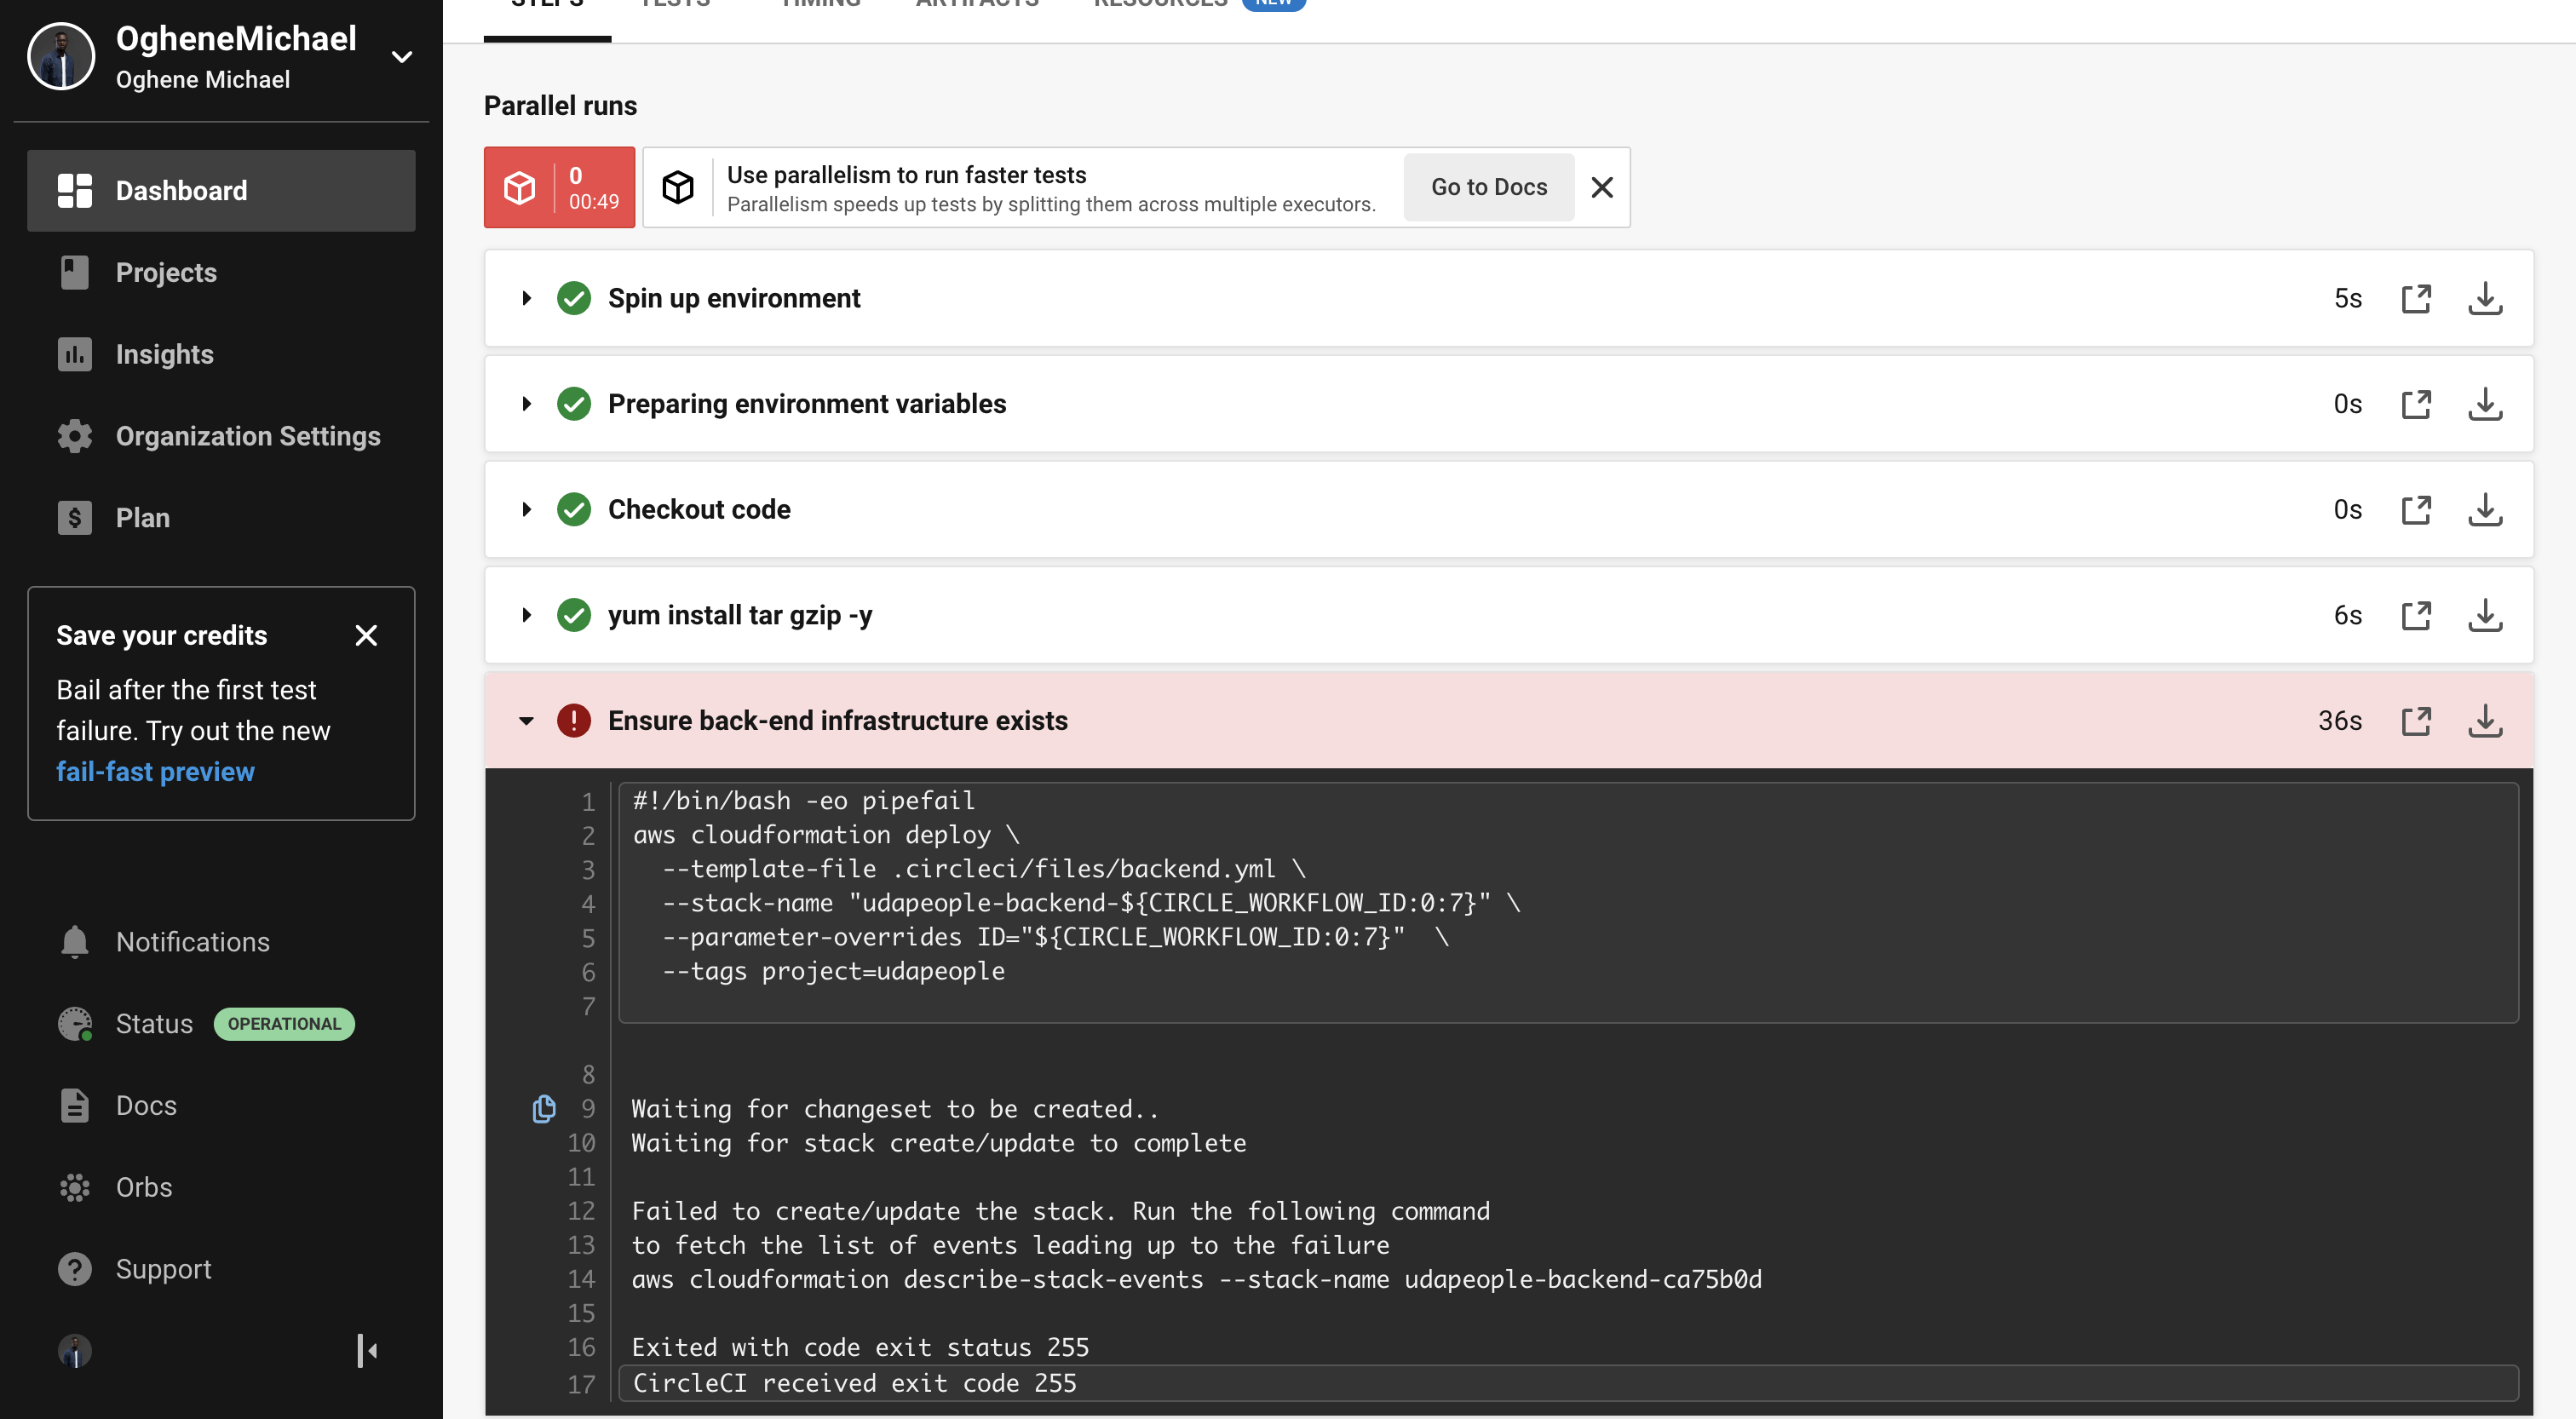 OgheneMichael
Oghene Michael
Dashboard
Projects
Insights
Organization Settings
Plan
Save your credits
Bail after the first test
failure. Try out the new
fail-fast preview
Notifications
Status OPERATIONAL
Docs
Orbs
Support
STEPS TESTS TIMING ARTIFACTS RESOURCES NEW
Parallel runs
0
00:49
Use parallelism to run faster tests
Parallelism speeds up tests by splitting them across multiple executors.
Go to Docs
Spin up environment 5s
Preparing environment variables 0s
Checkout code 0s
yum install tar gzip -y 6s
Ensure back-end infrastructure exists 36s
1 #!/bin/bash -eo pipefail
2 aws cloudformation deploy \
3 --template-file .circleci/files/backend.yml \
4 --stack-name "udapeople-backend-${CIRCLE_WORKFLOW_ID:0:7}" \
5 --parameter-overrides ID="${CIRCLE_WORKFLOW_ID:0:7}"  \
6 --tags project=udapeople
7
8
9 Waiting for changeset to be created..
10 Waiting for stack create/update to complete
11
12 Failed to create/update the stack. Run the following command
13 to fetch the list of events leading up to the failure
14 aws cloudformation describe-stack-events --stack-name udapeople-backend-ca75b0d
15
16 Exited with code exit status 255
17 CircleCI received exit code 255